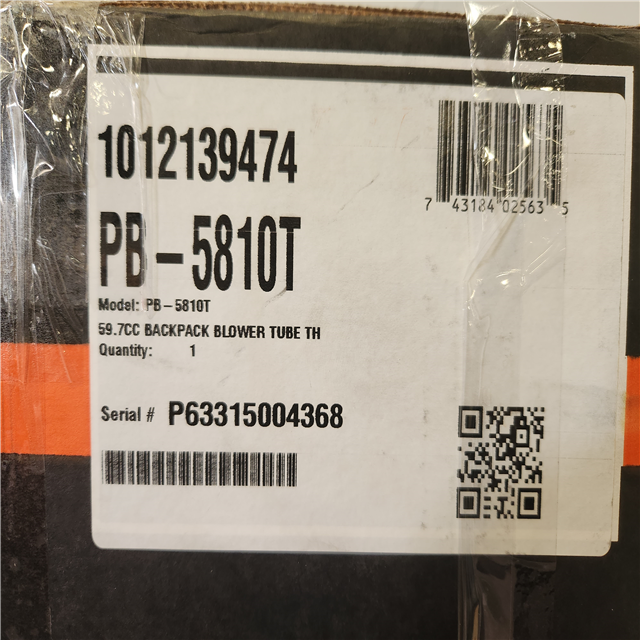 1012139474
7 43184 02563 5
PB-5810T
Model: PB-5810T
59.7CC BACKPACK BLOWER TUBE TH
Quantity: 1
Serial # P63315004368